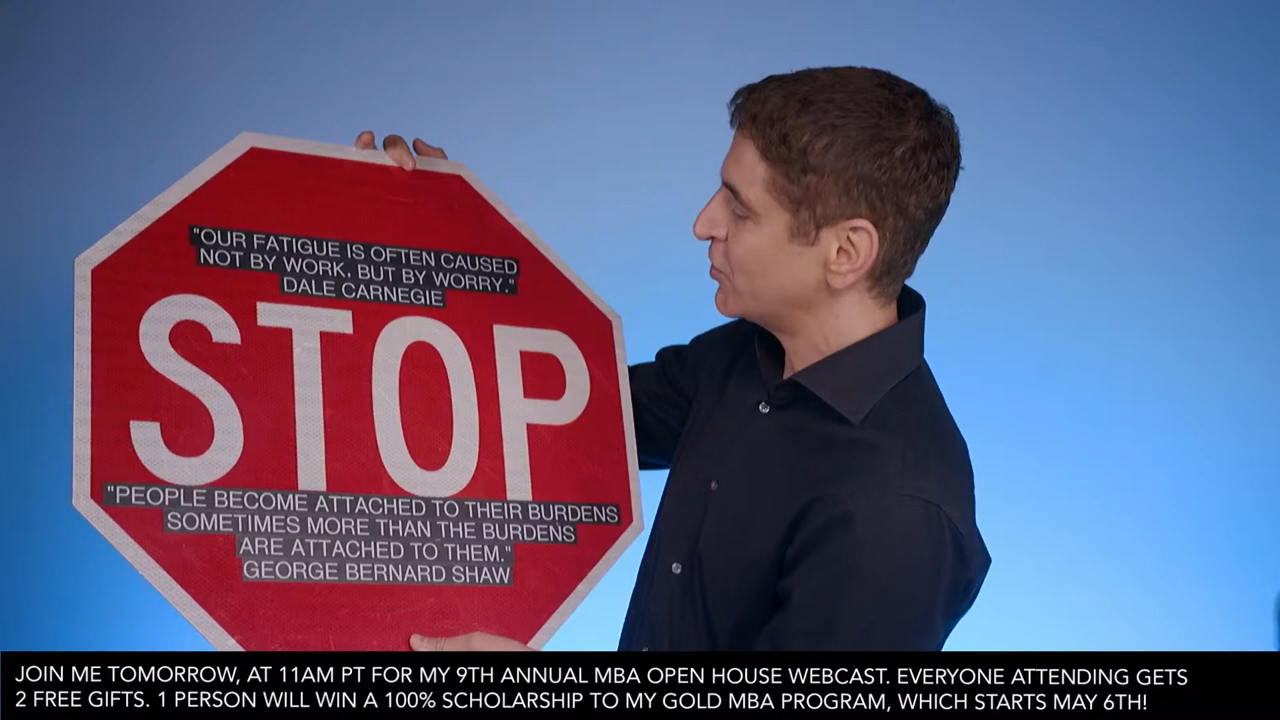 "OUR FATIGUE IS OFTEN CAUSED
NOT BY WORK, BUT BY WORRY."
DALE CARNEGIE
STOP
"PEOPLE BECOME ATTACHED TO THEIR BURDENS
SOMETIMES MORE THAN THE BURDENS
ARE ATTACHED TO THEM."
GEORGE BERNARD SHAW
JOIN ME TOMORROW, AT 11AM PT FOR MY 9TH ANNUAL MBA OPEN HOUSE WEBCAST. EVERYONE ATTENDING GETS
2 FREE GIFTS. 1 PERSON WILL WIN A 100% SCHOLARSHIP TO MY GOLD MBA PROGRAM, WHICH STARTS MAY 6TH!